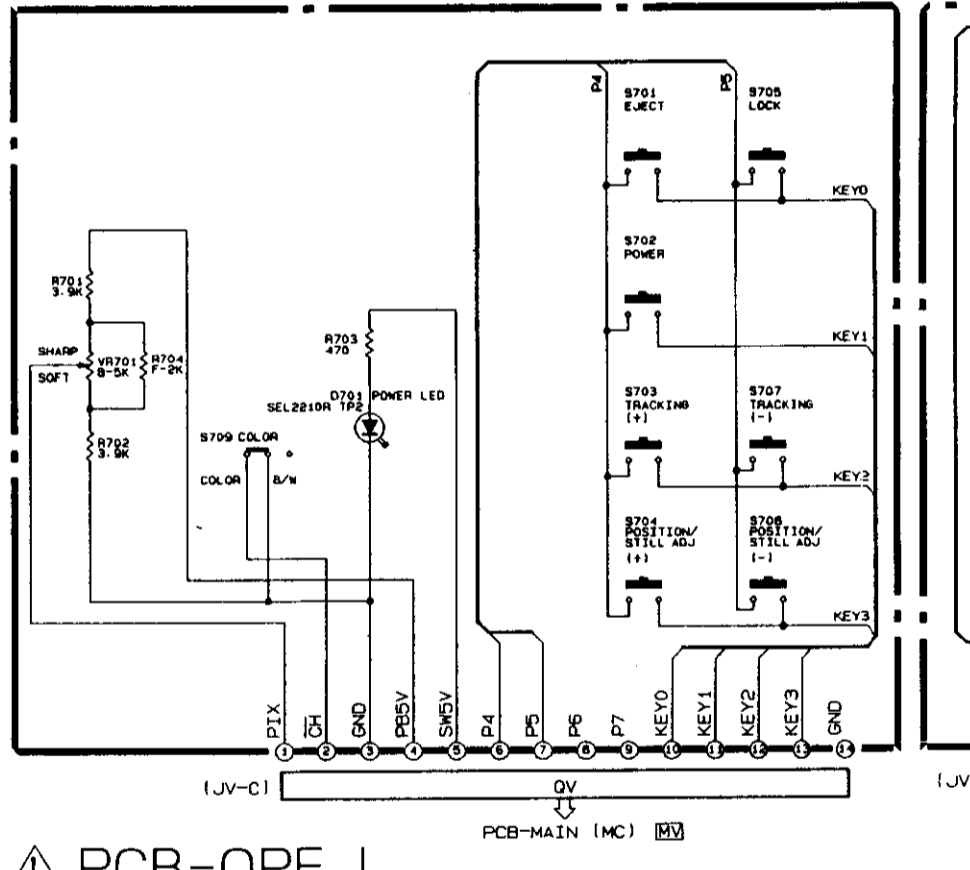 P4
P5
S701
EJECT
S705
LOCK
KEY0
S702
POWER
KEY1
R701
3.9K
SHARP
SOFT
VR701
B-5K
R704
F-2K
R702
3.9K
R703
470
D701 POWER LED
SEL2210R TP2
S709 COLOR
COLOR
B/W
S703
TRACKING
(+)
S707
TRACKING
(-)
KEY2
S704
POSITION/
STILL ADJ
(+)
POSITION/
STILL ADJ
(-)
KEY3
PIX
CH
GND
PB5V
SW5V
P4
P5
P6
P7
KEY0
KEY1
KEY2
KEY3
GND
1 2 3 4 5 6 7 8 9 10 11 12 13 14
(JV-C)
QV
(JV
PCB-MAIN (MC) MV